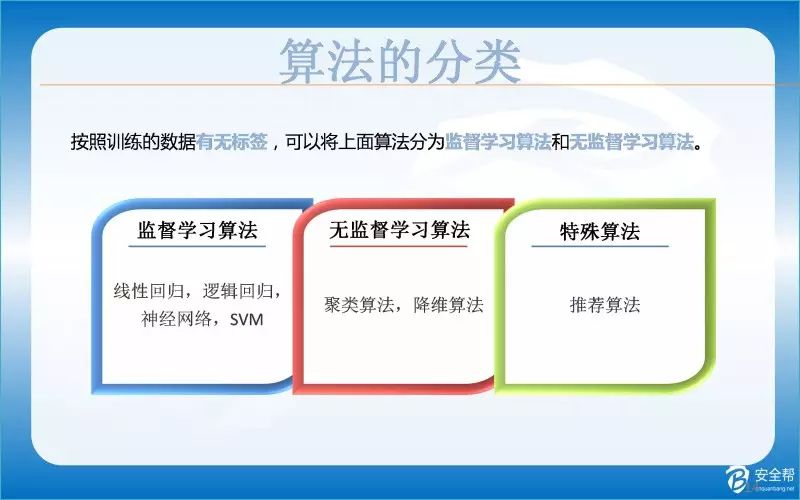 算法的分类
按照训练的数据有无标签，可以将上面算法分为监督学习算法和无监督学习算法。
监督学习算法
线性回归，逻辑回归，
神经网络，SVM
无监督学习算法
聚类算法，降维算法
特殊算法
推荐算法
安全帮